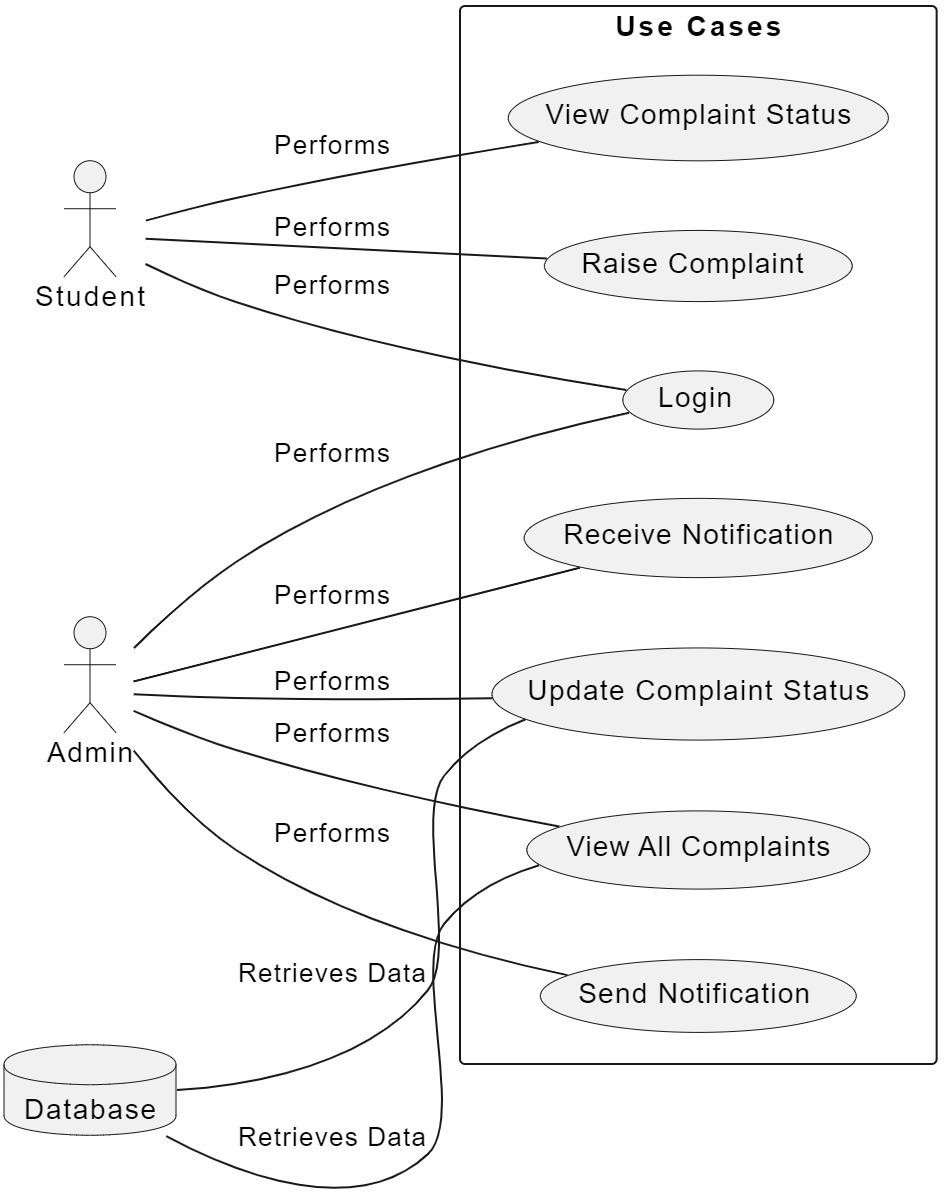 Use Cases
View Complaint Status
Performs
Performs
Raise Complaint
Performs
Student
Login
Performs
Receive Notification
Performs
Performs
Update Complaint Status
Performs
Admin
Performs
View All Complaints
Retrieves Data
Send Notification
Database
Retrieves Data